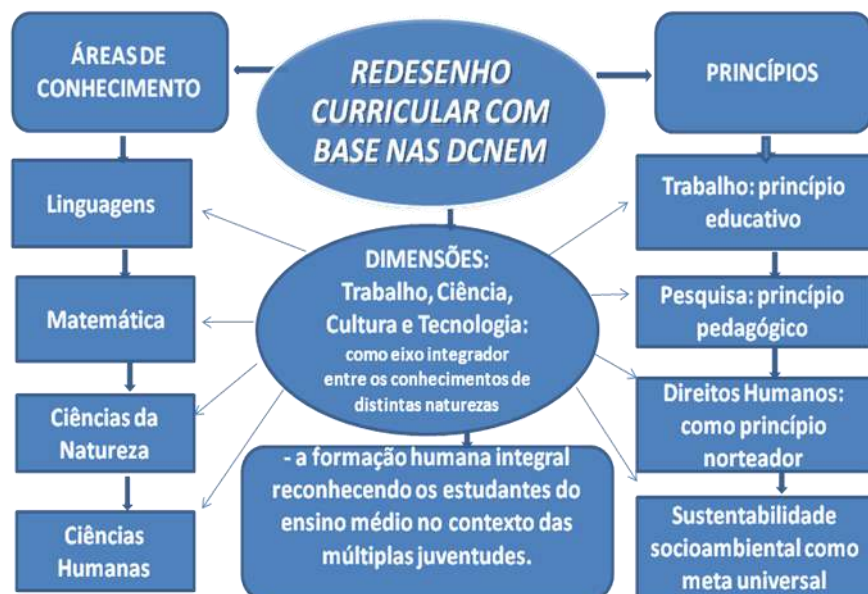 ÁREAS DE
CONHECIMENTO
Linguagens
Matemática
Ciências da
Natureza
Ciências
Humanas
REDESENHO
CURRICULAR COM
BASE NAS DCNEM
DIMENSÕES:
Trabalho, Ciência,
Cultura e Tecnologia:
como eixo integrador
entre os conhecimentos de
distintas naturezas
- a formação humana integral
reconhecendo os estudantes do
ensino médio no contexto das
múltiplas juventudes.
PRINCÍPIOS
Trabalho: princípio
educativo
Pesquisa: princípio
pedagógico
Direitos Humanos:
como princípio
norteador
Sustentabilidade
socioambiental como
meta universal